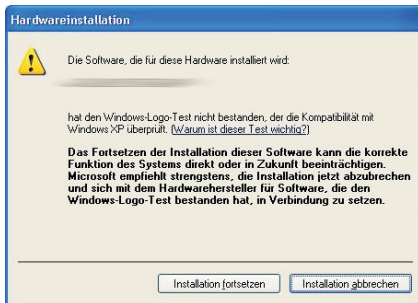 Hardwareinstallation
Die Software, die für diese Hardware installiert wird:
hat den Windows-Logo-Test nicht bestanden, der die Kompatibilität mit
Windows XP überprüft. (Warum ist dieser Test wichtig?)
Das Fortsetzen der Installation dieser Software kann die korrekte
Funktion des Systems direkt oder in Zukunft beeinträchtigen.
Microsoft empfiehlt strengstens, die Installation jetzt abzubrechen
und sich mit dem Hardwarehersteller für Software, die den
Windows-Logo-Test bestanden hat, in Verbindung zu setzen.
Installation fortsetzen Installation abbrechen